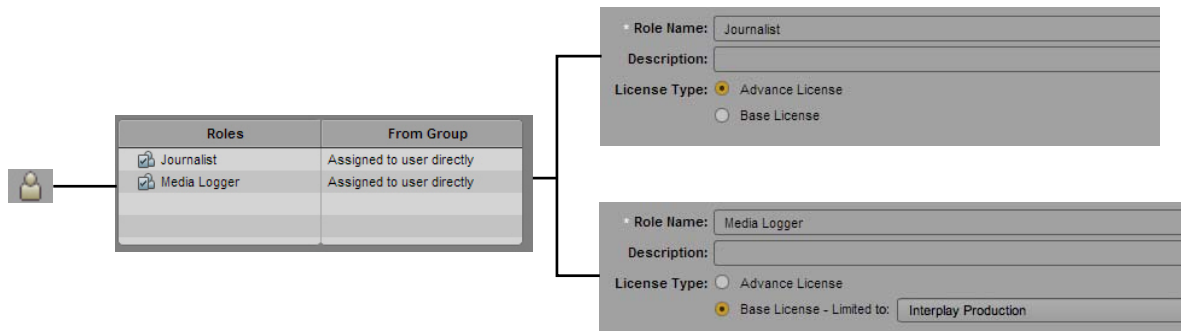 Role Name: Journalist
Description:
License Type: Advance License
Base License
Roles From Group
Journalist Assigned to user directly
Media Logger Assigned to user directly
* Role Name: Media Logger
Description:
License Type: Advance License
Base License - Limited to: Interplay Production